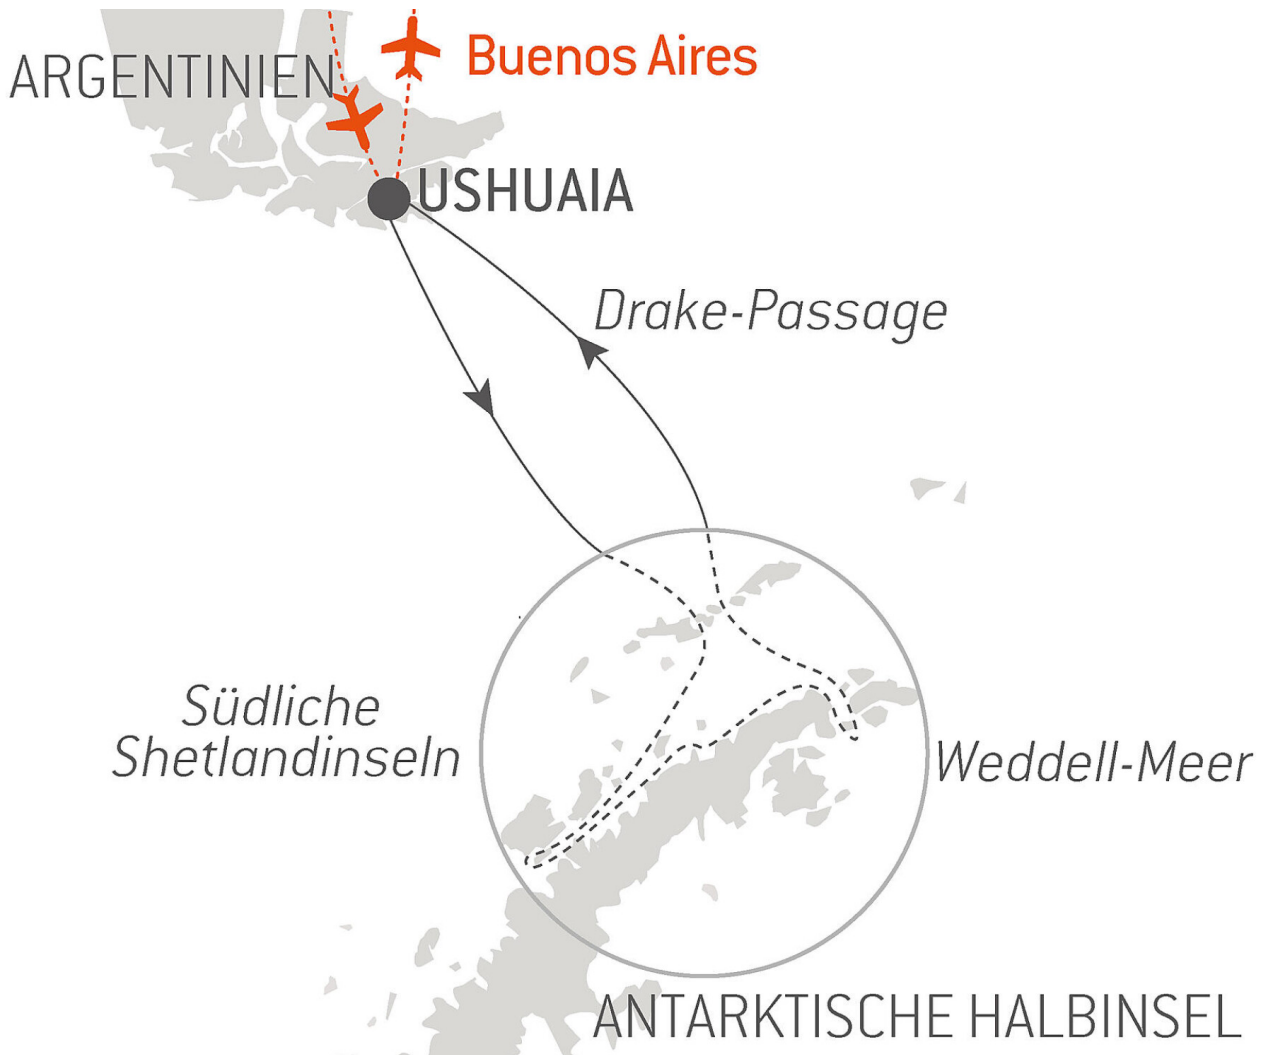 Buenos Aires
ARGENTINIEN
USHUAIA
Drake-Passage
Südliche
Shetlandinseln
Weddell-Meer
ANTARKTISCHE HALBINSEL